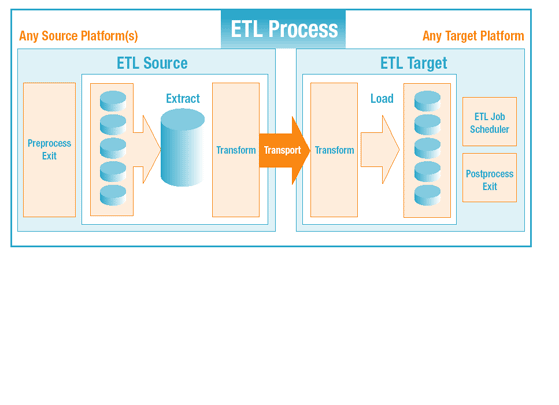 ETL Process
Any Source Platform(s)
Any Target Platform
ETL Source
ETL Target
Extract
Load
Preprocess
Exit
Transform
Transport
Transform
ETL Job
Scheduler
Postprocess
Exit